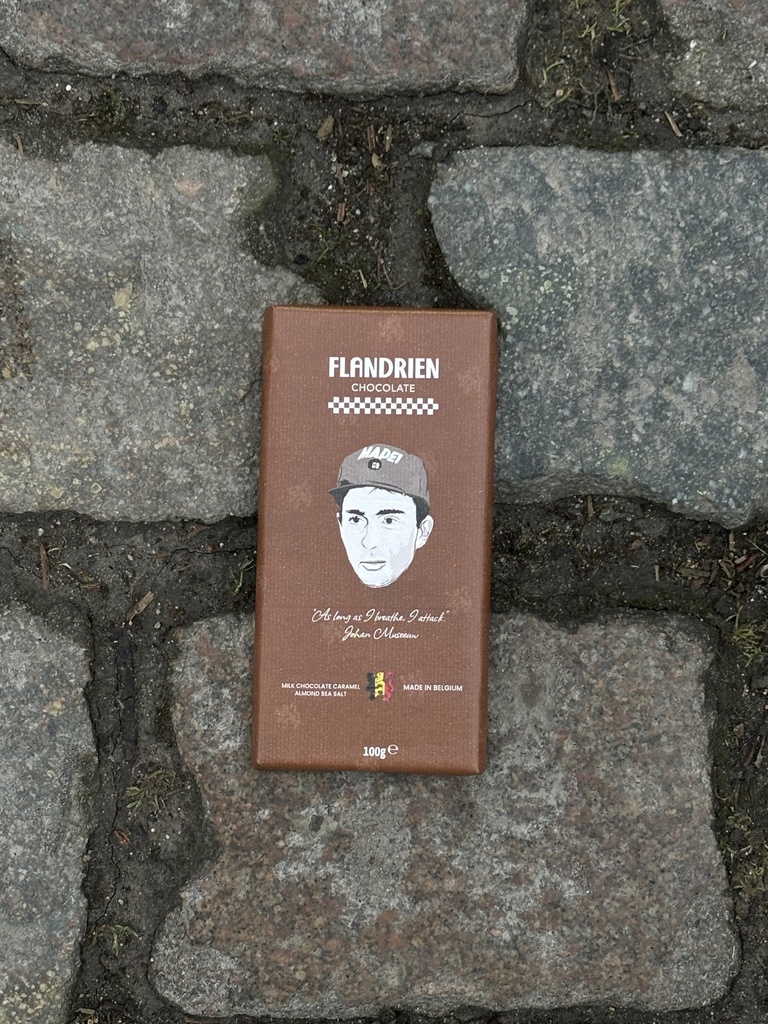 FLANDRIEN
CHOCOLATE
MAPEI
GB
"As long as I breathe, I attack."
Johan Museeuw
MILK CHOCOLATE CARAMEL
ALMOND SEA SALT
MADE IN BELGIUM
100g℮